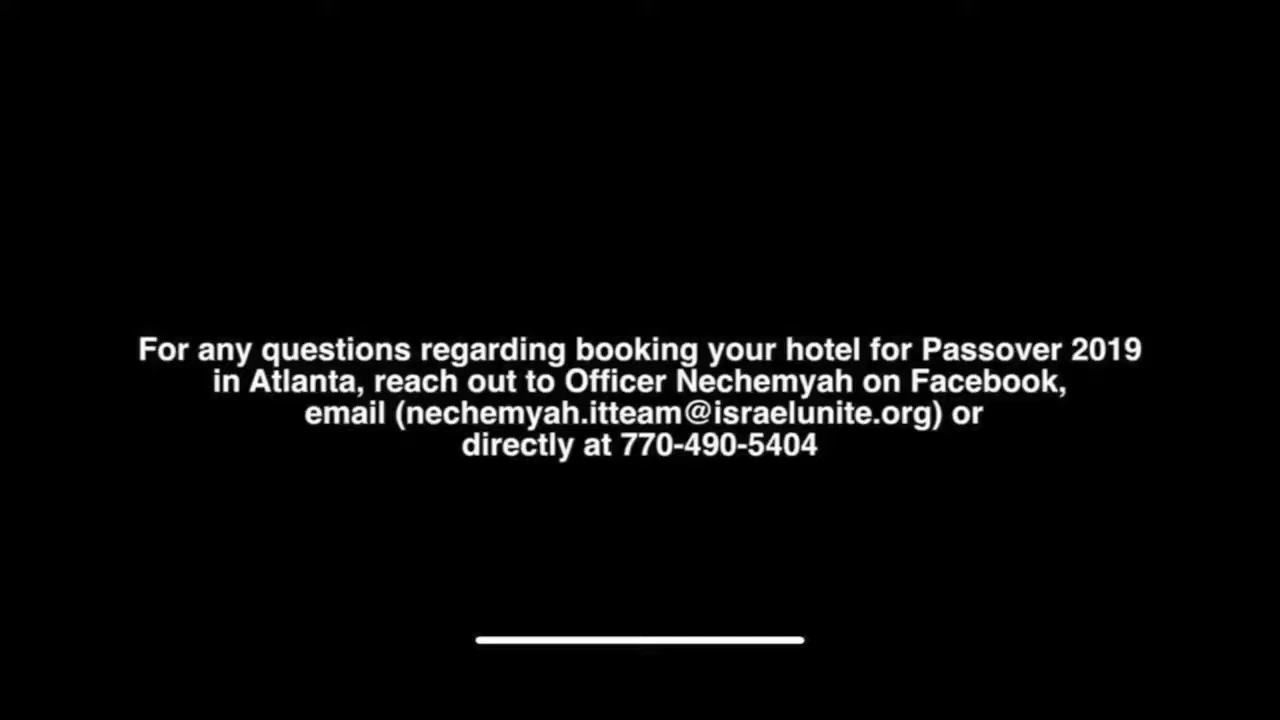 For any questions regarding booking your hotel for Passover 2019
in Atlanta, reach out to Officer Nechemyah on Facebook,
email (nechemyah.itteam@israelunite.org) or
directly at 770-490-5404